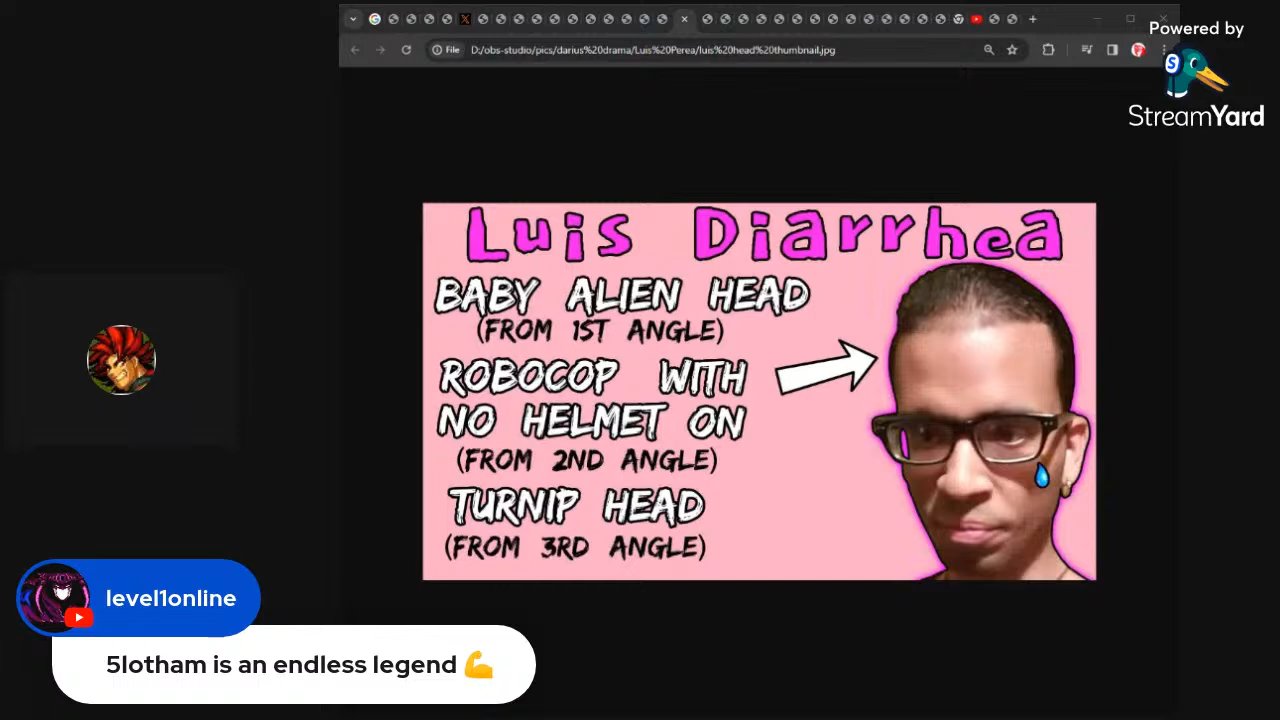 Powered by
StreamYard
File D:/obs-studio/pics/darius%20drama/Luis%20Perea/luis%20head%20thumbnail.jpg
Luis Diarrhea
BABY ALIEN HEAD
(FROM 1ST ANGLE)
ROBOCOP WITH
NO HELMET ON
(FROM 2ND ANGLE)
TURNIP HEAD
(FROM 3RD ANGLE)
level1online
5lotham is an endless legend 💪